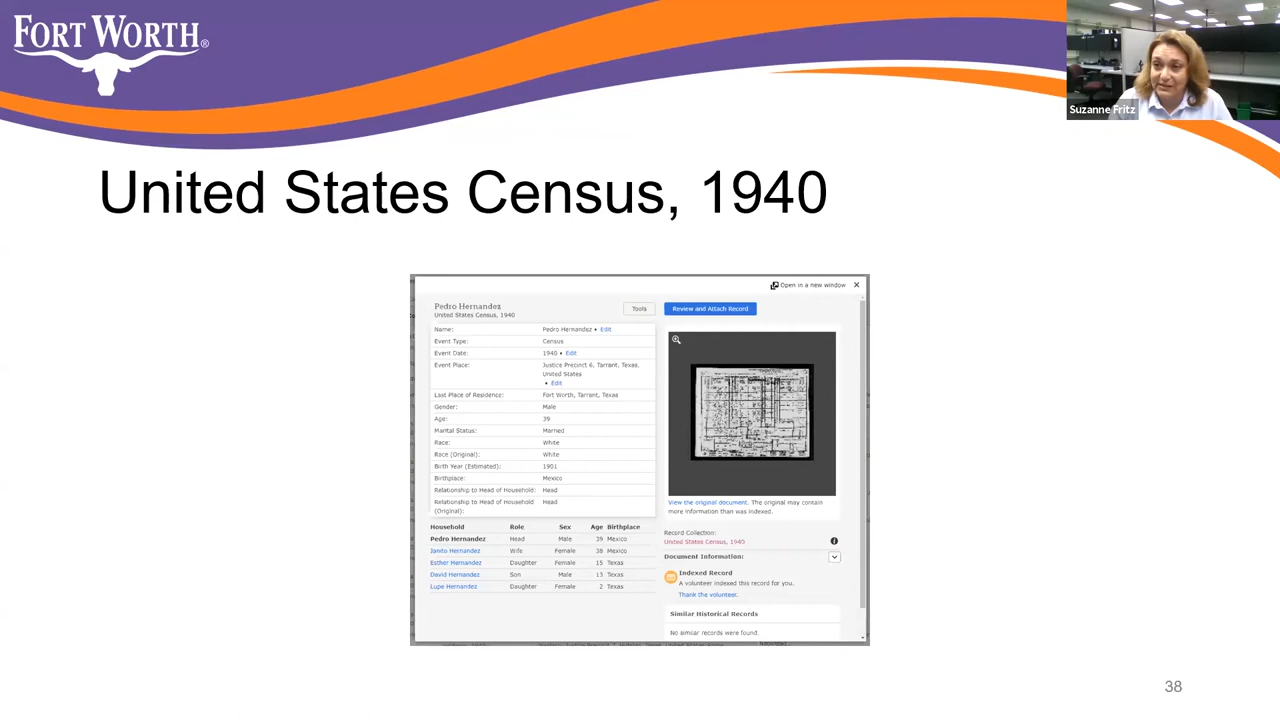 FORT WORTH®
Suzanne Fritz
United States Census, 1940
Open in a new window
Pedro Hernandez
United States Census, 1940
Tools
Review and Attach Record
Name: Pedro Hernandez • Edit
Event Type: Census
Event Date: 1940 • Edit
Event Place: Justice Precinct 6, Tarrant, Texas,
United States
• Edit
Last Place of Residence: Fort Worth, Tarrant, Texas
Gender: Male
Age: 39
Marital Status: Married
Race: White
Race (Original): White
Birth Year (Estimated): 1901
Birthplace: Mexico
Relationship to Head of Household: Head
Relationship to Head of Household Head
(Original):
Household Role Sex Age Birthplace
Pedro Hernandez Head Male 39 Mexico
Janito Hernandez Wife Female 38 Mexico
Esther Hernandez Daughter Female 15 Texas
David Hernandez Son Male 13 Texas
Lupe Hernandez Daughter Female 2 Texas
View the original document. The original may contain
more information than was indexed.
Record Collection:
United States Census, 1940
Document Information:
Indexed Record
A volunteer indexed this record for you.
Thank the volunteer.
Similar Historical Records
No similar records were found.
38